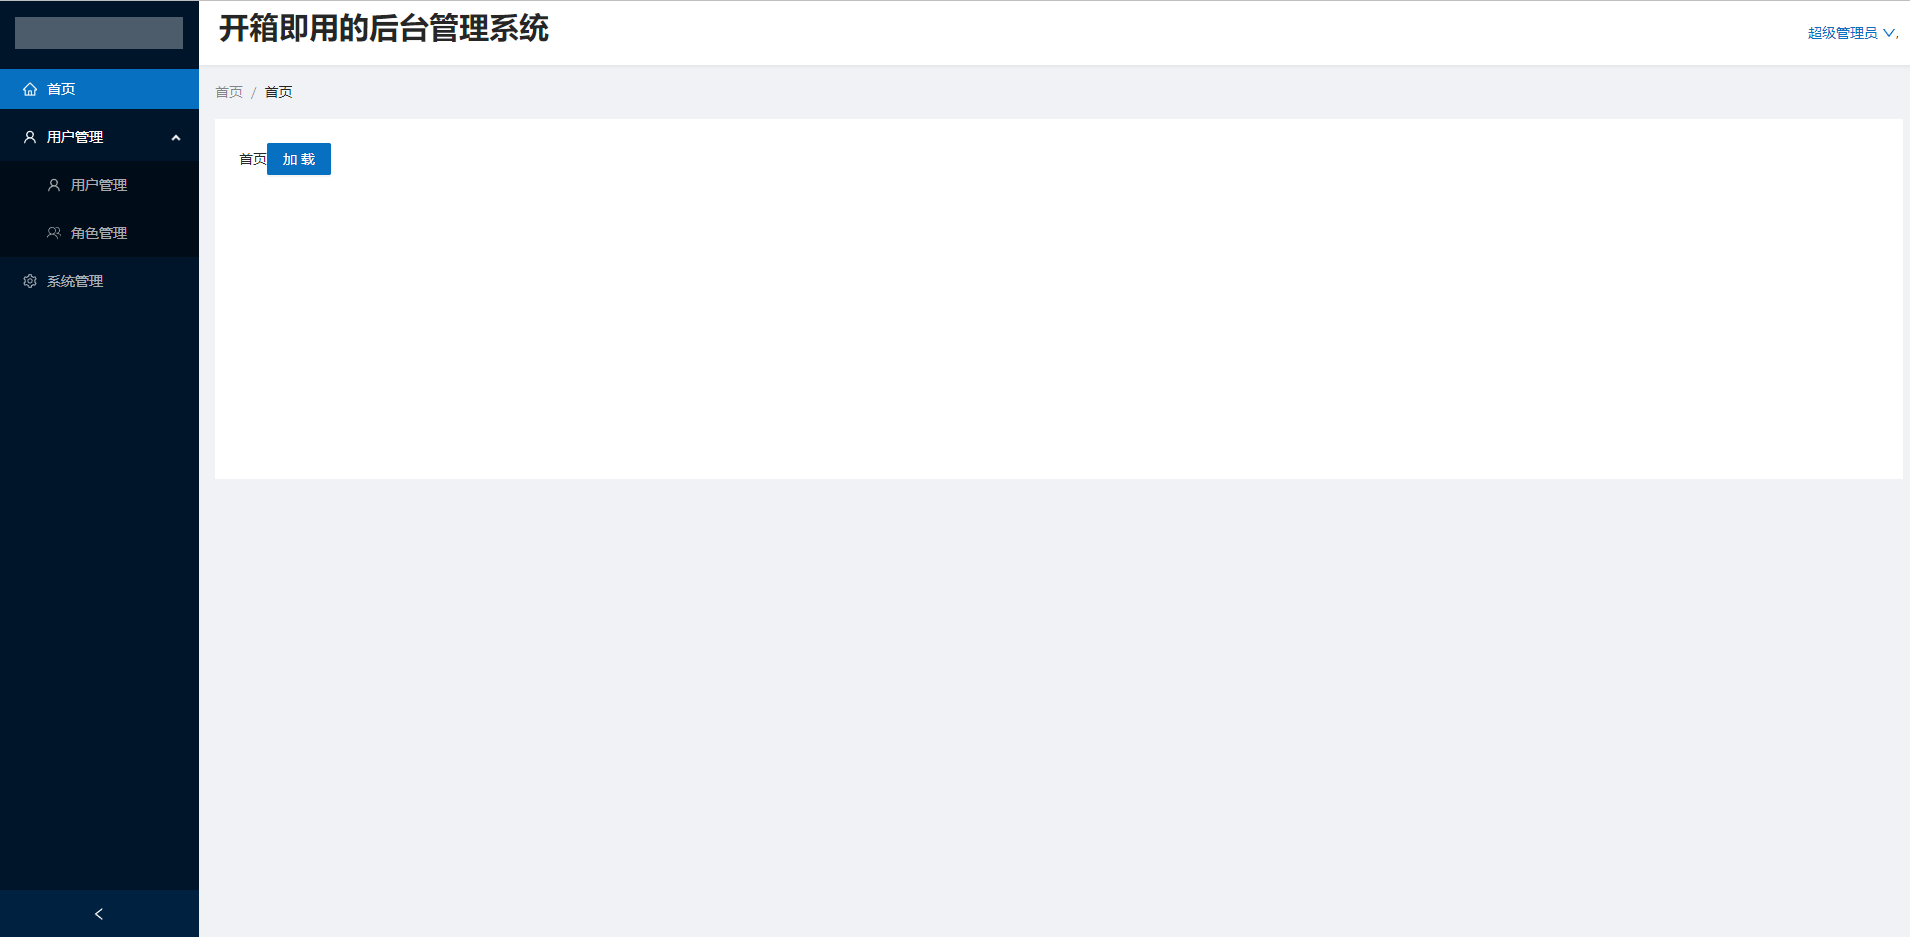 开箱即用的后台管理系统
超级管理员
首页
用户管理
用户管理
角色管理
系统管理
首页 / 首页
首页 加 载